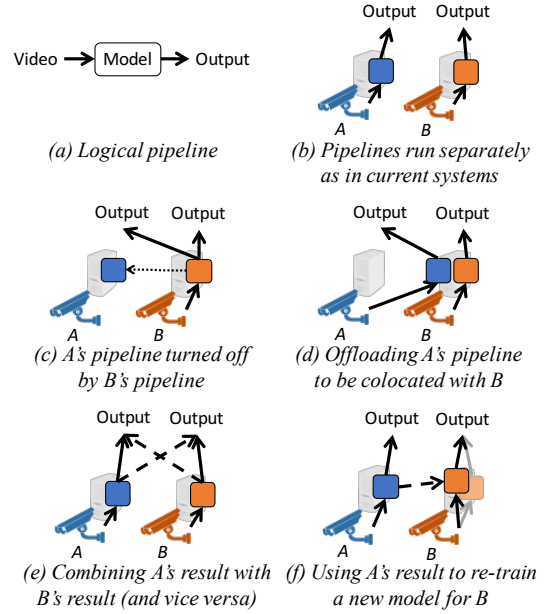 Video
Model
Output
(a) Logical pipeline
Output
Output
A
B
(b) Pipelines run separately
as in current systems
Output
Output
A
B
(c) A's pipeline turned off
by B's pipeline
Output
Output
A
B
(d) Offloading A's pipeline
to be colocated with B
Output
Output
A
B
(e) Combining A's result with
B's result (and vice versa)
Output
Output
A
B
(f) Using A's result to re-train
a new model for B